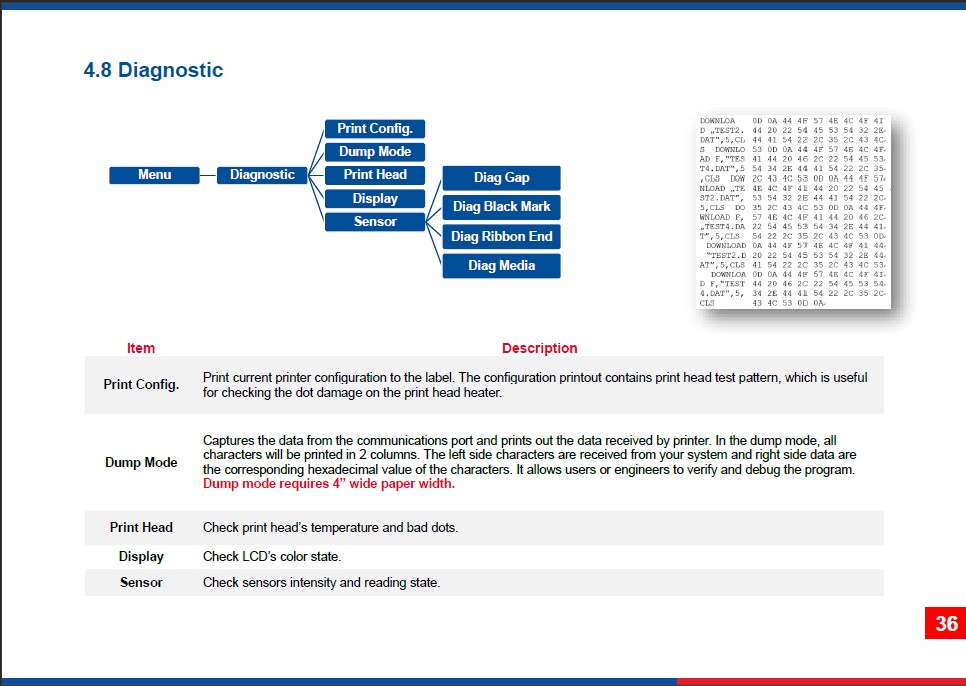 4.8 Diagnostic
Menu
Diagnostic
Print Config.
Dump Mode
Print Head
Display
Sensor
Diag Gap
Diag Black Mark
Diag Ribbon End
Diag Media
DOWNLOA 0D 0A 44 4F 57 4E 4C 4F 41
D „TEST2. 44 20 22 54 45 53 54 32 2E
DAT",5,CL 44 41 54 22 2C 35 2C 43 4C
S DOWNLO 53 0D 0A 44 4F 57 4E 4C 4F
AD F,"TES 41 44 20 46 2C 22 54 45 53
T4.DAT",5 54 34 2E 44 41 54 22 2C 35
,CLS DOW 2C 43 4C 53 0D 0A 44 4F 57
NLOAD „TE 4E 4C 4F 41 44 20 22 54 45
ST2.DAT", 53 54 32 2E 44 41 54 22 2C
5,CLS DO 35 2C 43 4C 53 0D 0A 44 4F
WNLOAD F, 57 4E 4C 4F 41 44 20 46 2C
„TEST4.DA 22 54 45 53 54 34 2E 44 41
T",5,CLS 54 22 2C 35 2C 43 4C 53 0D
DOWNLOAD 0A 44 4F 57 4E 4C 4F 41 44
"TEST2.D 20 22 54 45 53 54 32 2E 44
AT",5,CLS 41 54 22 2C 35 2C 43 4C 53
DOWNLOA 0D 0A 44 4F 57 4E 4C 4F 41
D F,"TEST 44 20 46 2C 22 54 45 53 54
4.DAT",5, 34 2E 44 41 54 22 2C 35 2C
CLS 43 4C 53 0D 0A
Item Description
Print Config.
Print current printer configuration to the label. The configuration printout contains print head test pattern, which is useful
for checking the dot damage on the print head heater.
Dump Mode
Captures the data from the communications port and prints out the data received by printer. In the dump mode, all
characters will be printed in 2 columns. The left side characters are received from your system and right side data are
the corresponding hexadecimal value of the characters. It allows users or engineers to verify and debug the program.
Dump mode requires 4” wide paper width.
Print Head Check print head’s temperature and bad dots.
Display Check LCD’s color state.
Sensor Check sensors intensity and reading state.
36